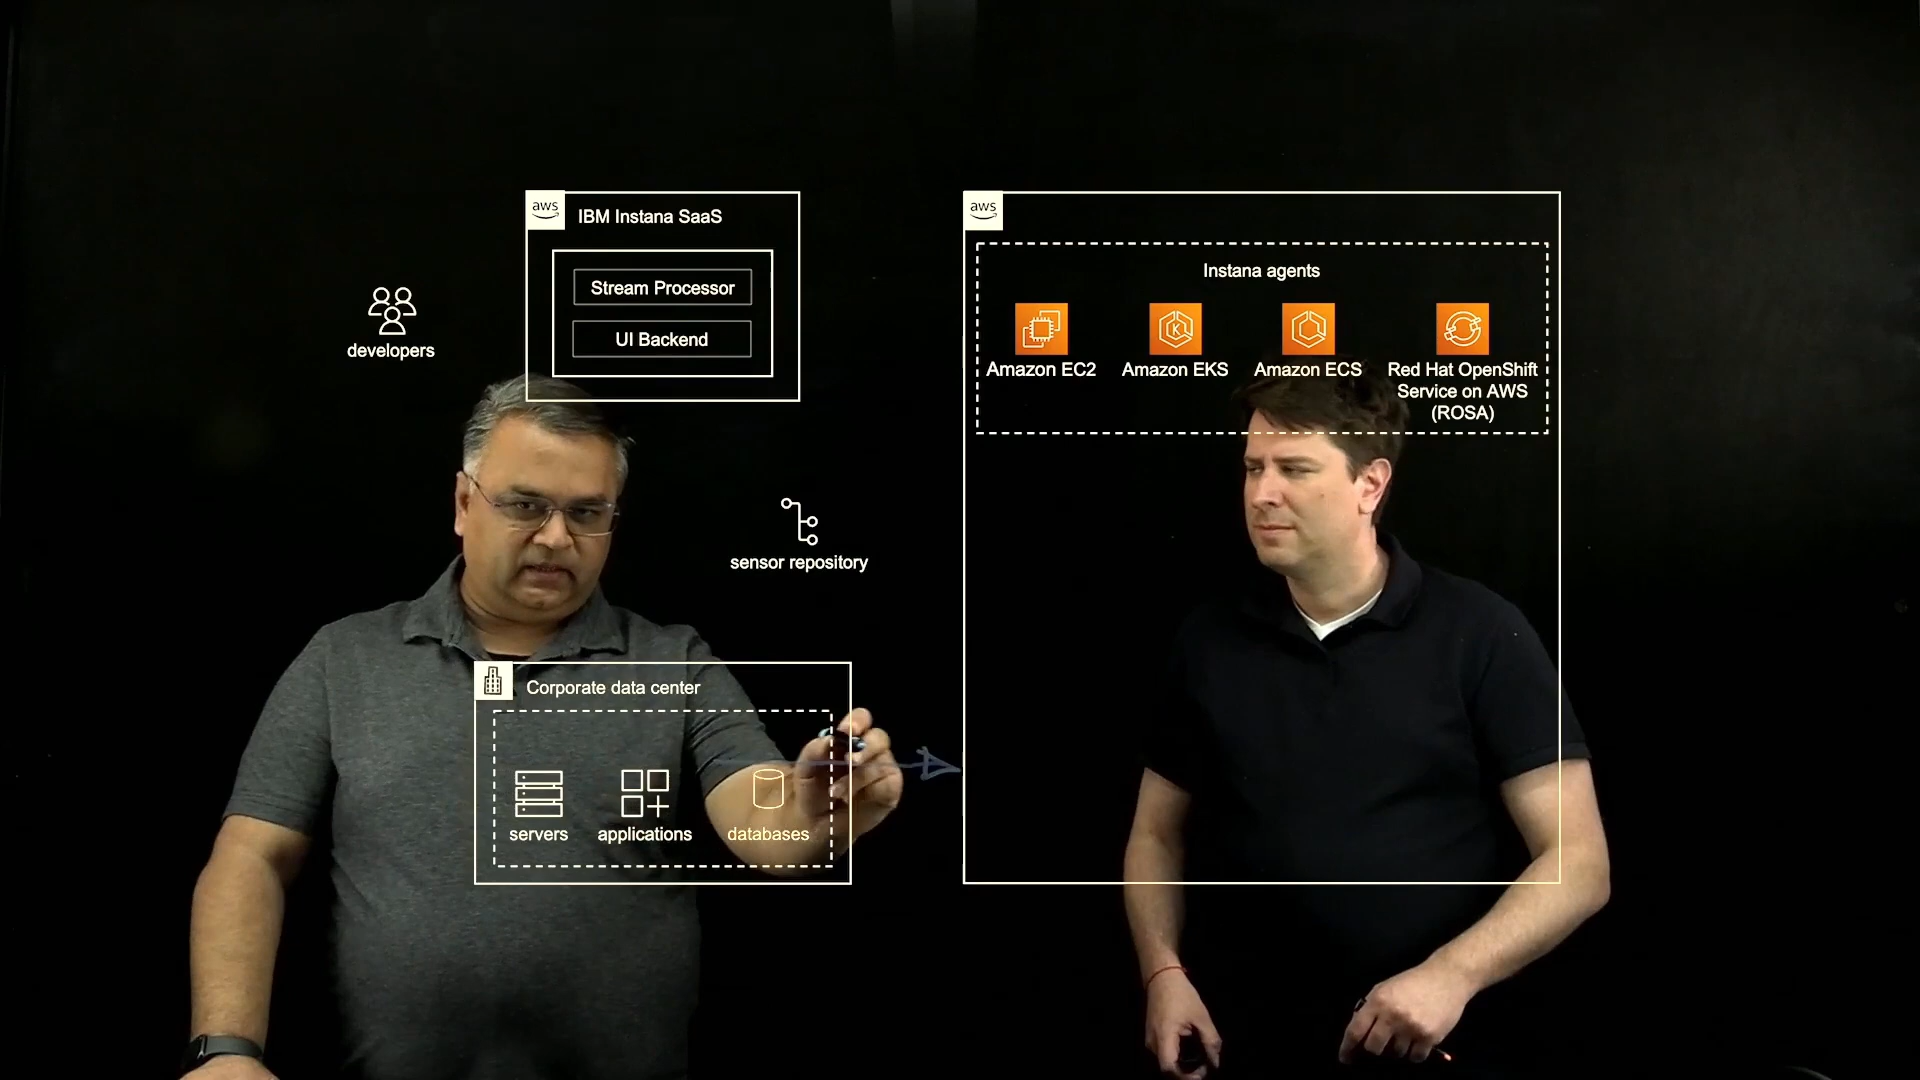 aws
IBM Instana SaaS
Stream Processor
UI Backend
developers
sensor repository
Corporate data center
servers
applications
databases
aws
Instana agents
Amazon EC2
Amazon EKS
Amazon ECS
Red Hat OpenShift
Service on AWS
(ROSA)